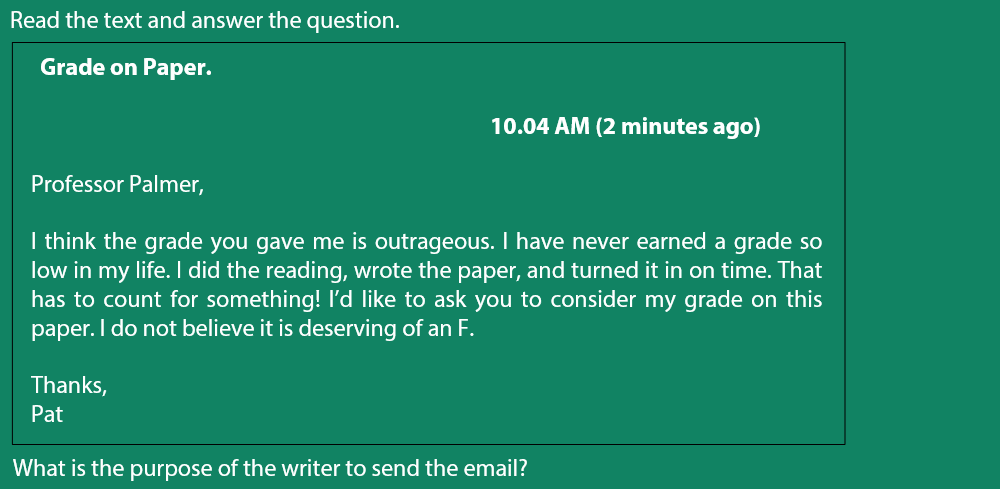 Read the text and answer the question.
Grade on Paper.
10.04 AM (2 minutes ago)
Professor Palmer,
I think the grade you gave me is outrageous. I have never earned a grade so
low in my life. I did the reading, wrote the paper, and turned it in on time. That
has to count for something! I’d like to ask you to consider my grade on this
paper. I do not believe it is deserving of an F.
Thanks,
Pat
What is the purpose of the writer to send the email?